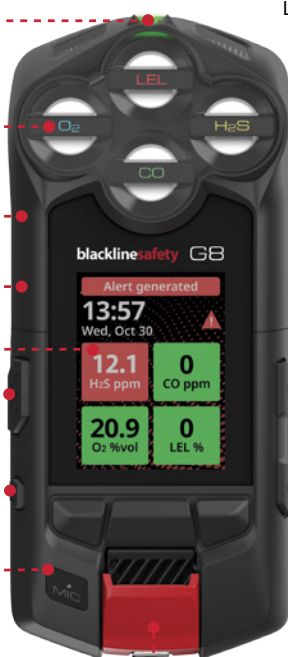 L
LEL
O₂
H₂S
CO
blacklinesafety G8
Alert generated
13:57
Wed, Oct 30
12.1
H₂S ppm
0
CO ppm
20.9
O₂ %vol
0
LEL %
MIC